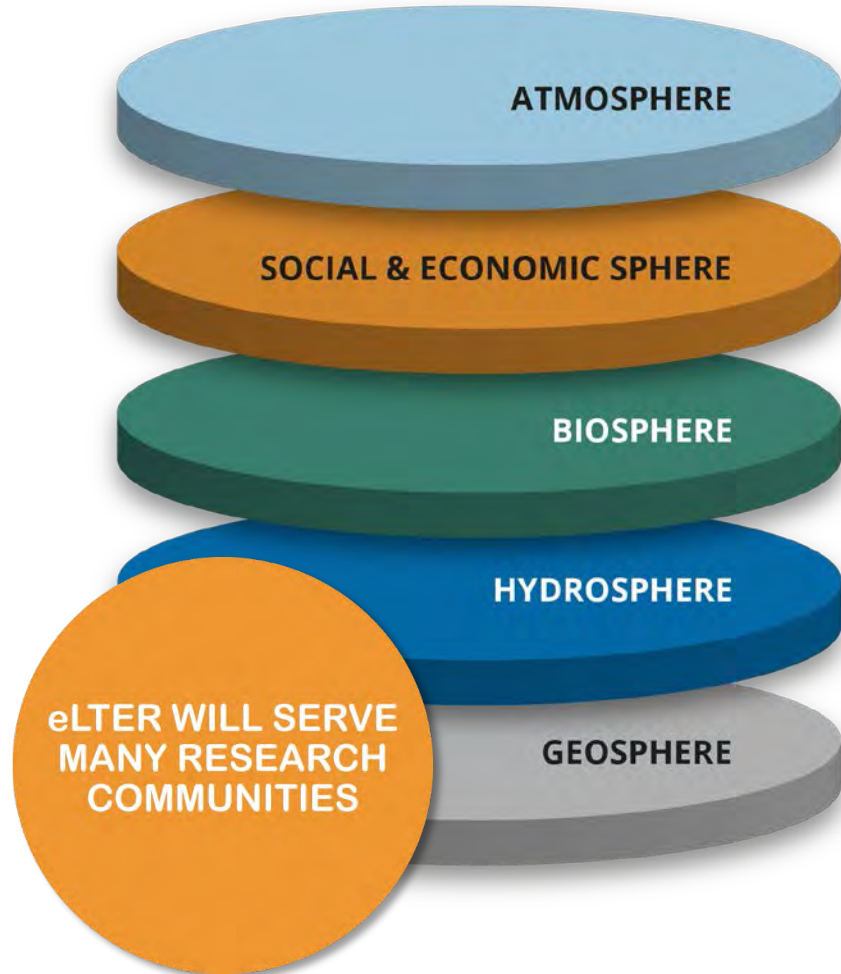 ATMOSPHERE
SOCIAL & ECONOMIC SPHERE
BIOSPHERE
HYDROSPHERE
GEOSPHERE
eLTER WILL SERVE
MANY RESEARCH
COMMUNITIES